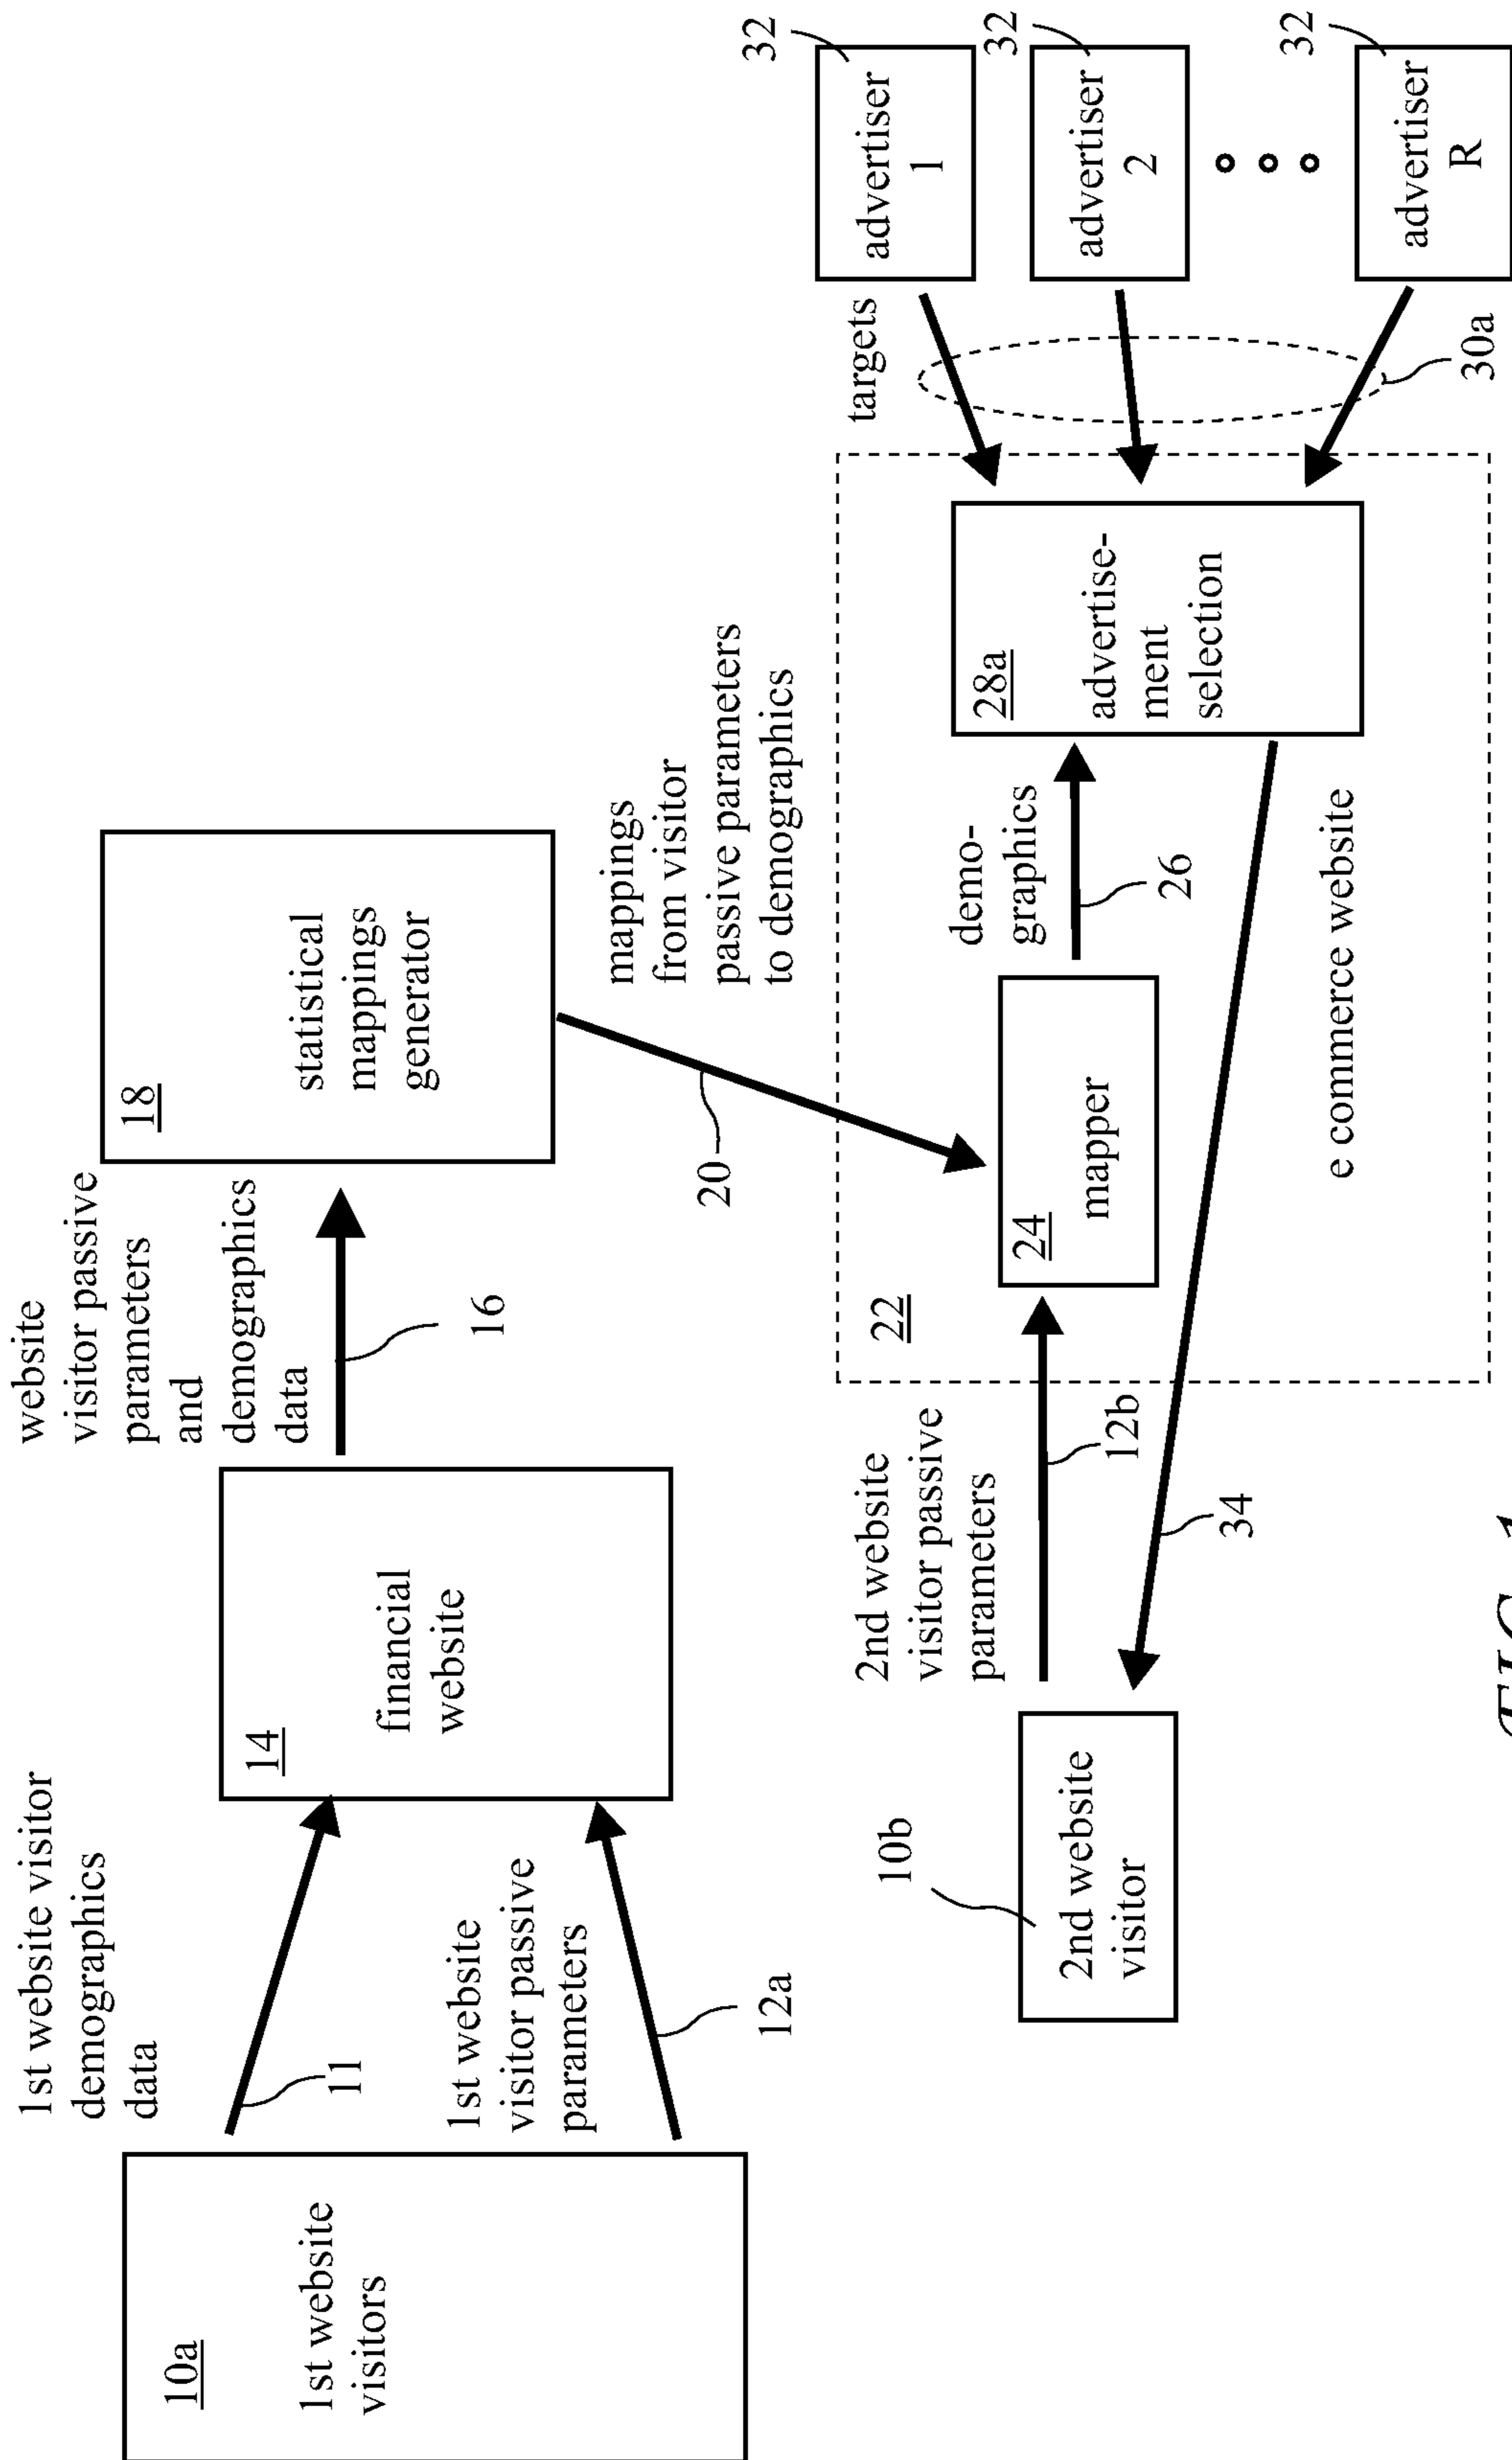 10a
1st website
visitors
1st website visitor
demographics
data
11
1st website
visitor passive
parameters
12a
14
financial
website
website
visitor passive
parameters
and
demographics
data
16
18
statistical
mappings
generator
mappings
from visitor
passive parameters
to demographics
20
10b
2nd website
visitor
2nd website
visitor passive
parameters
12b
34
22
24
mapper
demo-
graphics
26
28a
advertise-
ment
selection
e commerce website
targets
30a
32
advertiser
1
32
advertiser
2
32
advertiser
R